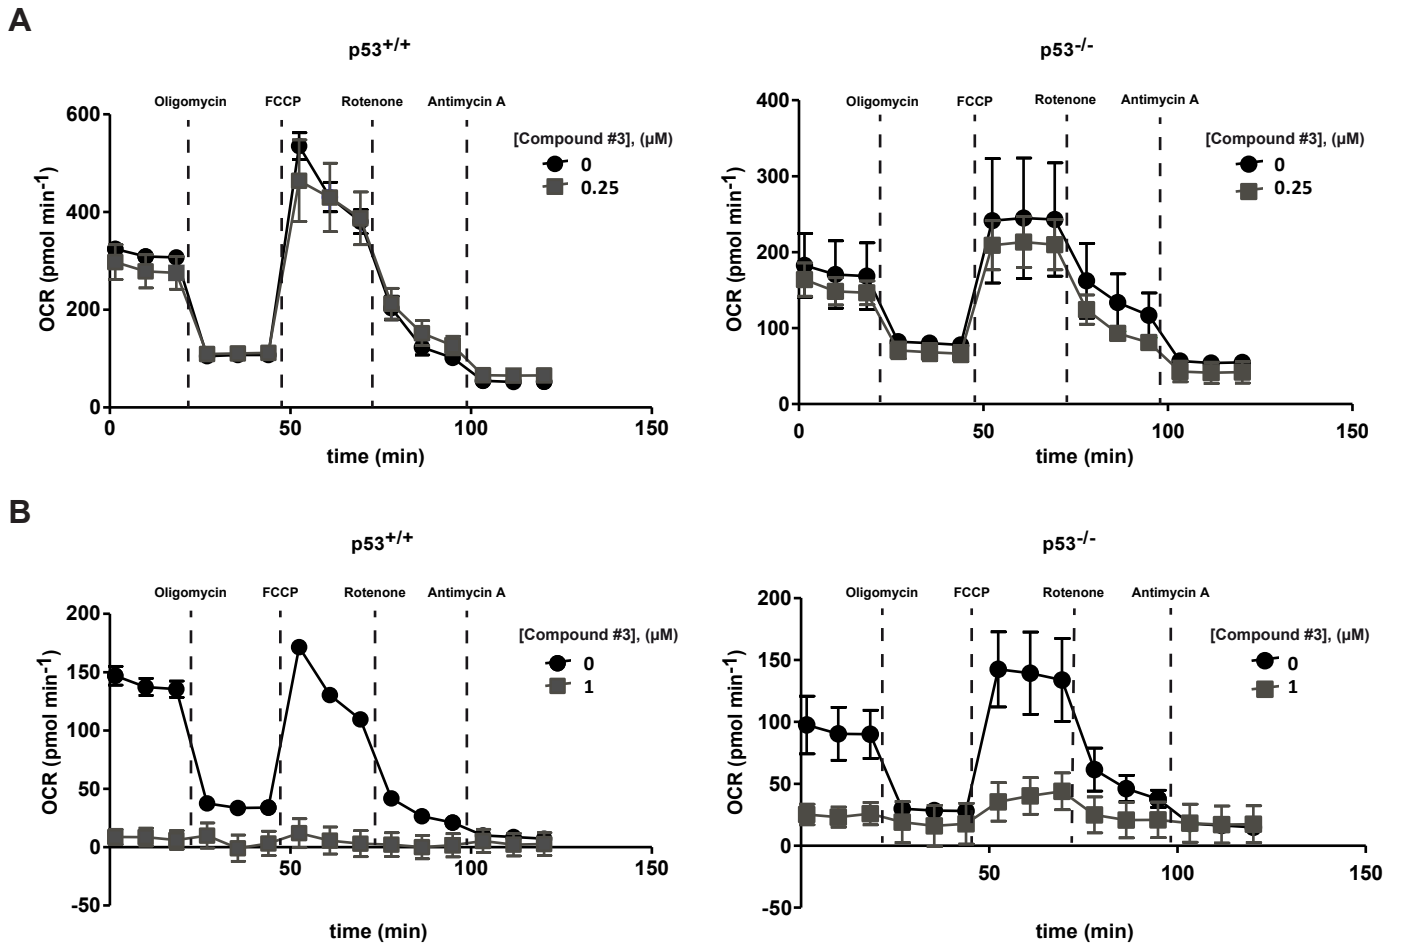 A
p53+/+
p53-/-
Oligomycin FCCP Rotenone Antimycin A
[Compound #3], (µM)
0
0.25
600
400
200
0
0 50 100 150
OCR (pmol min-1)
time (min)
Oligomycin FCCP Rotenone Antimycin A
[Compound #3], (µM)
0
0.25
400
300
200
100
0
0 50 100 150
OCR (pmol min-1)
time (min)
B
p53+/+
p53-/-
Oligomycin FCCP Rotenone Antimycin A
[Compound #3], (µM)
0
1
200
150
100
50
0
-50
50 100 150
OCR (pmol min-1)
time (min)
Oligomycin FCCP Rotenone Antimycin A
[Compound #3], (µM)
0
1
200
150
100
50
0
-50
50 100 150
OCR (pmol min-1)
time (min)